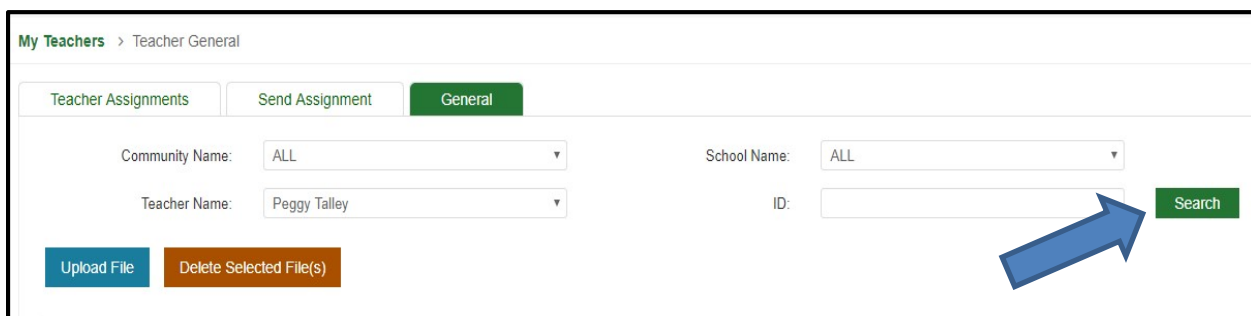 My Teachers > Teacher General
Teacher Assignments Send Assignment General
Community Name: ALL School Name: ALL
Teacher Name: Peggy Talley ID: Search
Upload File Delete Selected File(s)